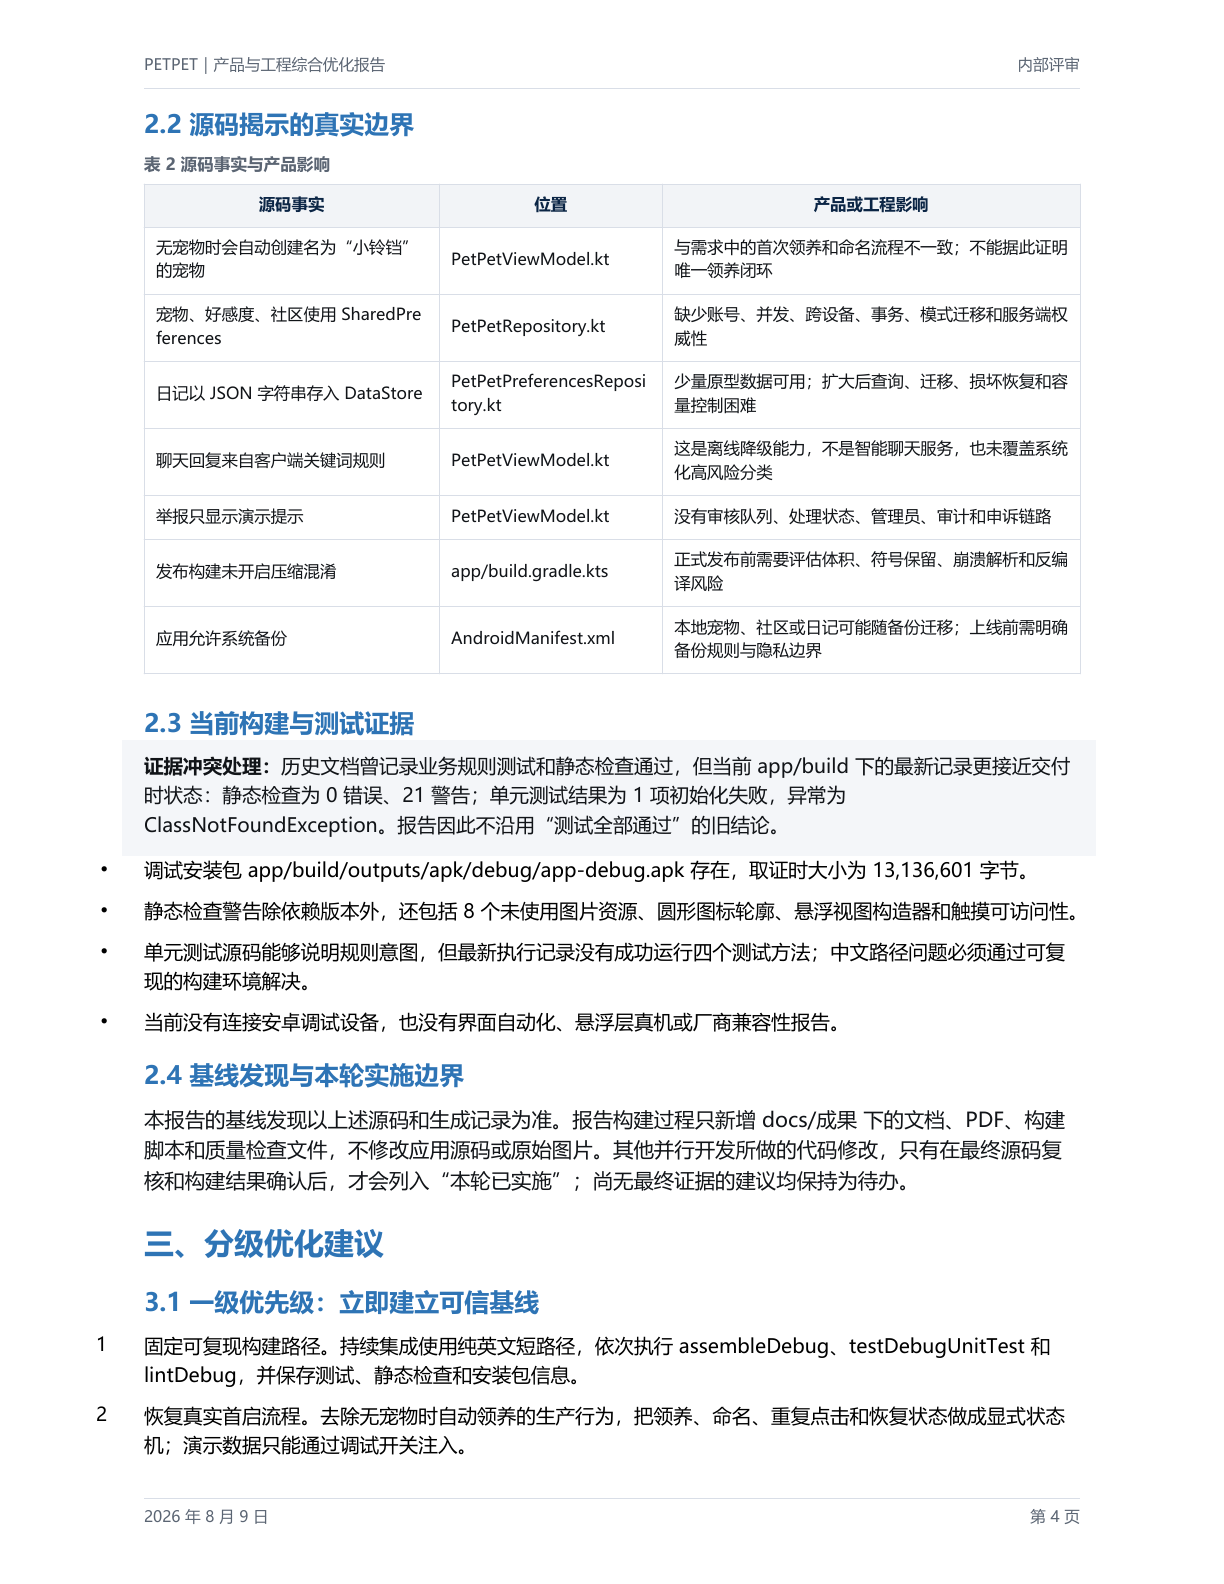 PETPET | 产品与工程综合优化报告
内部评审
2.2 源码揭示的真实边界
表 2 源码事实与产品影响
源码事实
位置
产品或工程影响
无宠物时会自动创建名为“小铃铛”
的宠物
PetPetViewModel.kt
与需求中的首次领养和命名流程不一致；不能据此证明
唯一领养闭环
宠物、好感度、社区使用 SharedPre
ferences
PetPetRepository.kt
缺少账号、并发、跨设备、事务、模式迁移和服务端权
威性
日记以 JSON 字符串存入 DataStore
PetPetPreferencesReposi
tory.kt
少量原型数据可用；扩大后查询、迁移、损坏恢复和容
量控制困难
聊天回复来自客户端关键词规则
PetPetViewModel.kt
这是离线降级能力，不是智能聊天服务，也未覆盖系统
化高风险分类
举报只显示演示提示
PetPetViewModel.kt
没有审核队列、处理状态、管理员、审计和申诉链路
发布构建未开启压缩混淆
app/build.gradle.kts
正式发布前需要评估体积、符号保留、崩溃解析和反编
译风险
应用允许系统备份
AndroidManifest.xml
本地宠物、社区或日记可能随备份迁移；上线前需明确
备份规则与隐私边界
2.3 当前构建与测试证据
证据冲突处理：历史文档曾记录业务规则测试和静态检查通过，但当前 app/build 下的最新记录更接近交付
时状态：静态检查为 0 错误、21 警告；单元测试结果为 1 项初始化失败，异常为
ClassNotFoundException。报告因此不沿用“测试全部通过”的旧结论。
• 调试安装包 app/build/outputs/apk/debug/app-debug.apk 存在，取证时大小为 13,136,601 字节。
• 静态检查警告除依赖版本外，还包括 8 个未使用图片资源、圆形图标轮廓、悬浮视图构造器和触摸可访问性。
• 单元测试源码能够说明规则意图，但最新执行记录没有成功运行四个测试方法；中文路径问题必须通过可复
现的构建环境解决。
• 当前没有连接安卓调试设备，也没有界面自动化、悬浮层真机或厂商兼容性报告。
2.4 基线发现与本轮实施边界
本报告的基线发现以上述源码和生成记录为准。报告构建过程只新增 docs/成果 下的文档、PDF、构建
脚本和质量检查文件，不修改应用源码或原始图片。其他并行开发所做的代码修改，只有在最终源码复
核和构建结果确认后，才会列入“本轮已实施”；尚无最终证据的建议均保持为待办。
三、分级优化建议
3.1 一级优先级：立即建立可信基线
1 固定可复现构建路径。持续集成使用纯英文短路径，依次执行 assembleDebug、testDebugUnitTest 和
lintDebug，并保存测试、静态检查和安装包信息。
2 恢复真实首启流程。去除无宠物时自动领养的生产行为，把领养、命名、重复点击和恢复状态做成显式状态
机；演示数据只能通过调试开关注入。
2026 年 8 月 9 日
第 4 页